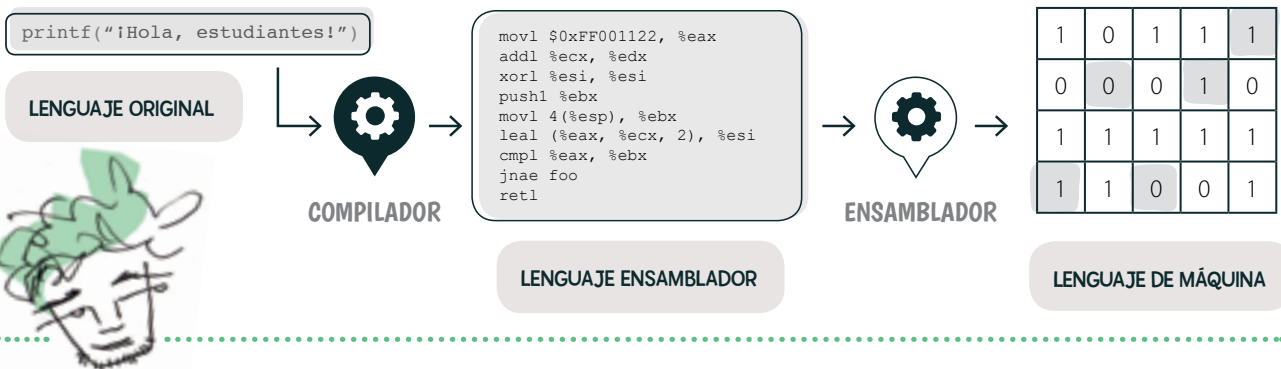 printf("¡Hola, estudiantes!")
LENGUAJE ORIGINAL
COMPILADOR
movl $0xFF001122, %eax
addl %ecx, %edx
xorl %esi, %esi
pushl %ebx
movl 4(%esp), %ebx
leal (%eax, %ecx, 2), %esi
cmpl %eax, %ebx
jnae foo
retl
LENGUAJE ENSAMBLADOR
ENSAMBLADOR
1 0 1 1 1
0 0 0 1 0
1 1 1 1 1
1 1 0 0 1
LENGUAJE DE MÁQUINA